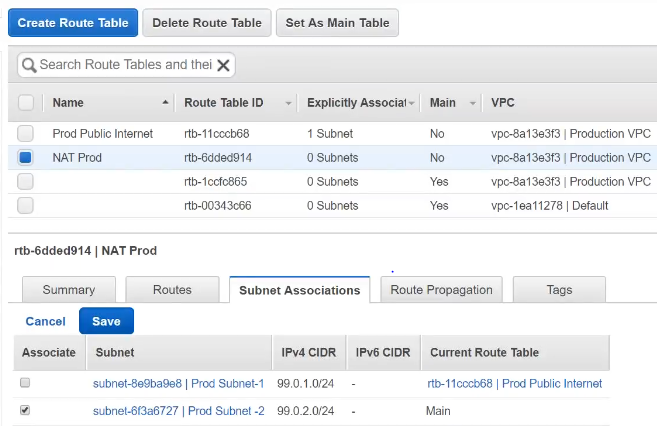 Create Route Table Delete Route Table Set As Main Table
Search Route Tables and thei
Name Route Table ID Explicitly Associat Main VPC
Prod Public Internet rtb-11cccb68 1 Subnet No vpc-8a13e3f3 | Production VPC
NAT Prod rtb-6dded914 0 Subnets No vpc-8a13e3f3 | Production VPC
rtb-1ccfc865 0 Subnets Yes vpc-8a13e3f3 | Production VPC
rtb-00343c66 0 Subnets Yes vpc-1ea11278 | Default
rtb-6dded914 | NAT Prod
Summary Routes Subnet Associations Route Propagation Tags
Cancel Save
Associate Subnet IPv4 CIDR IPv6 CIDR Current Route Table
subnet-8e9ba9e8 | Prod Subnet-1 99.0.1.0/24 - rtb-11cccb68 | Prod Public Internet
subnet-6f3a6727 | Prod Subnet -2 99.0.2.0/24 - Main